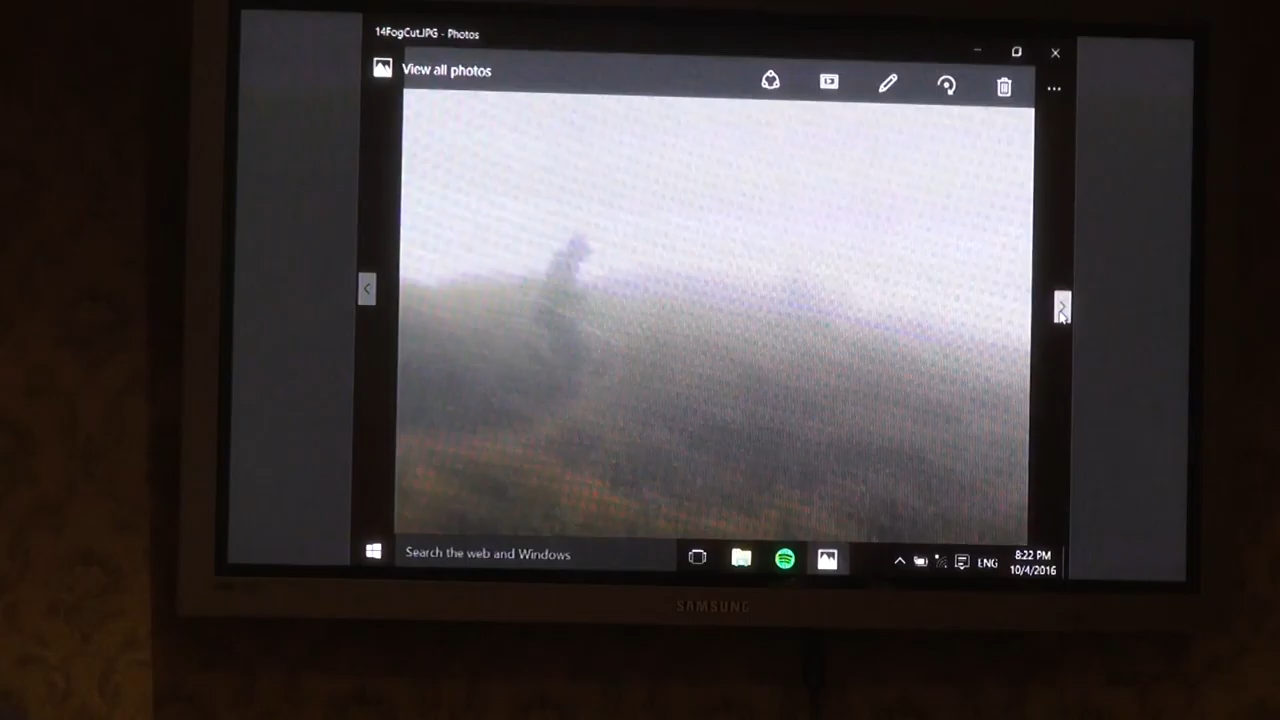 14FogCut.JPG - Photos
View all photos
Search the web and Windows
ENG
8:22 PM
10/4/2016
SAMSUNG